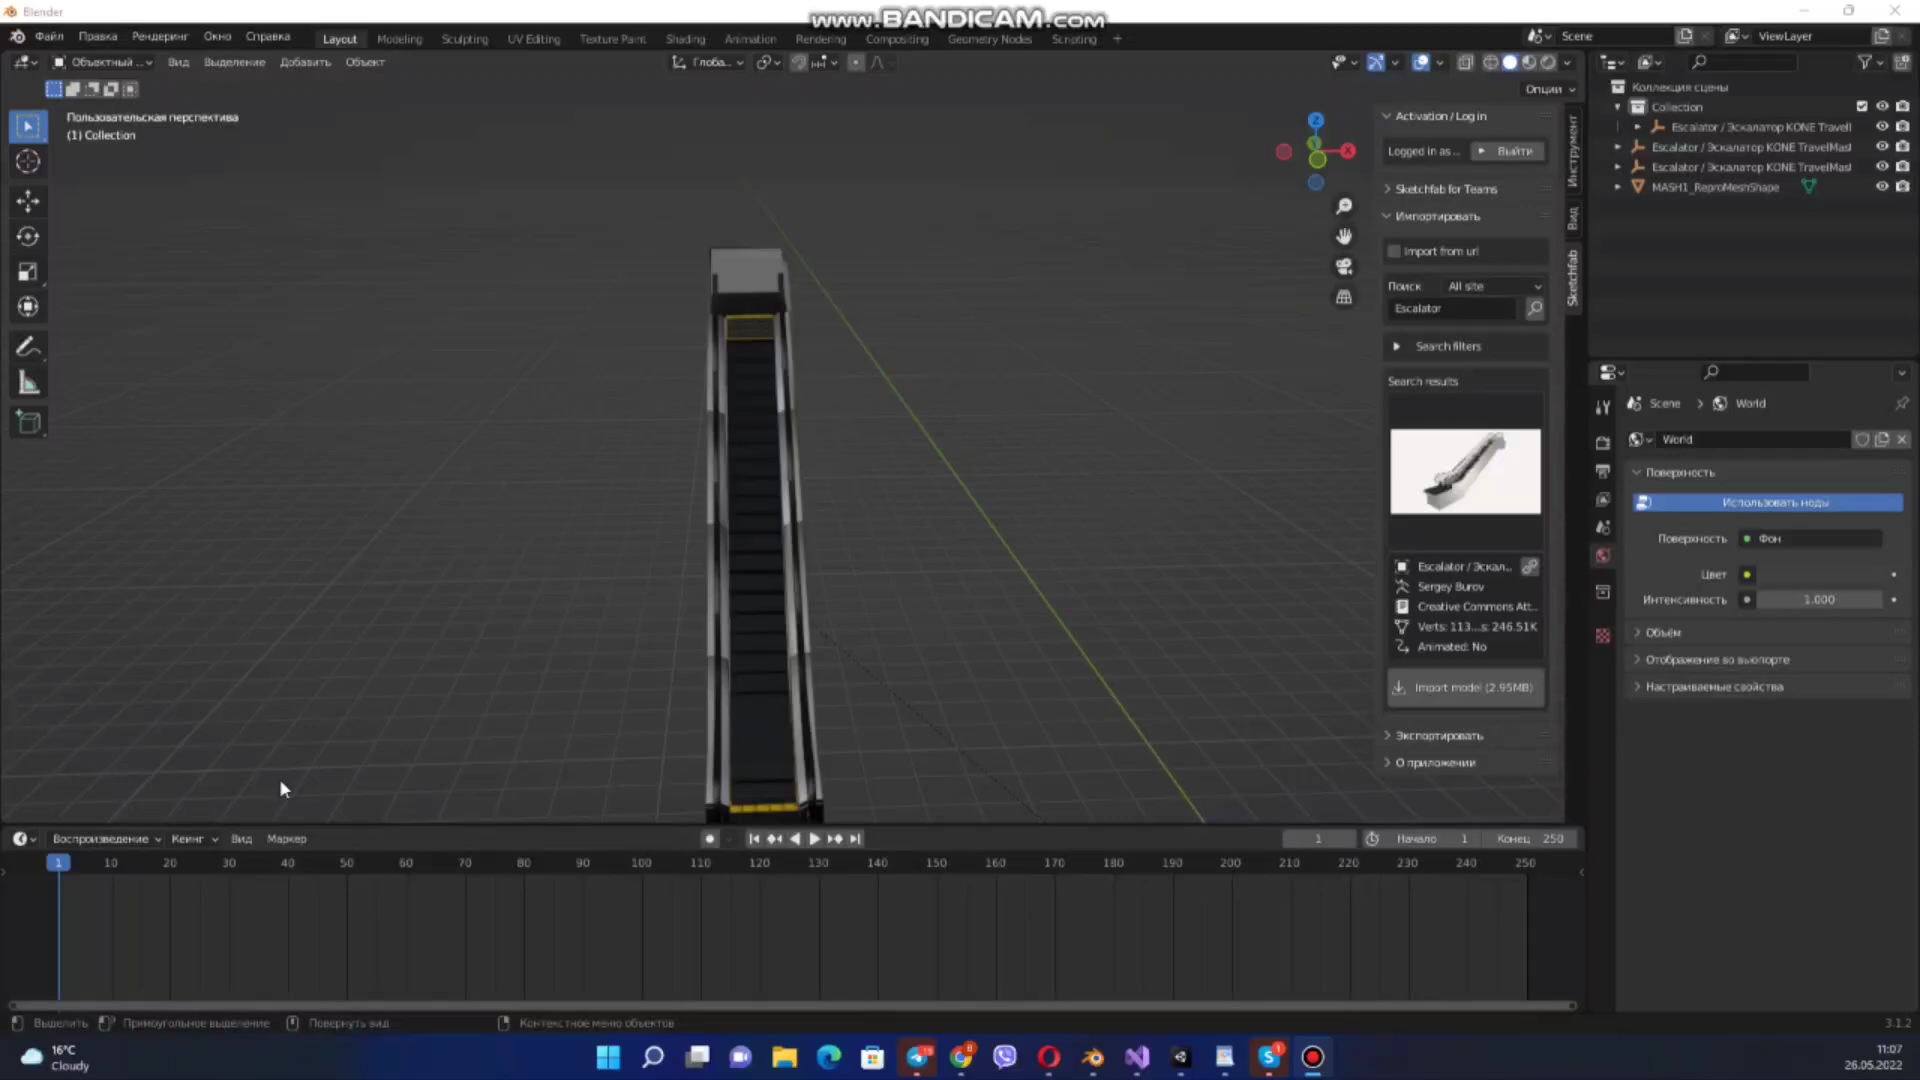 Blender
www.BANDICAM.com
Файл Правка Рендеринг Окно Справка Layout Modeling Sculpting UV Editing Texture Paint Shading Animation Rendering Compositing Geometry Nodes Scripting + Scene ViewLayer
Объектный ... Вид Выделение Добавить Объект Глоба...
Опции
Пользовательская перспектива
(1) Collection
Z
X
Activation / Log in
Logged in as ... Выйти
Sketchfab for Teams
Импортировать
Import from url
Поиск All site
Escalator
Search filters
Search results
Escalator / Эскал..
Sergey Burov
Creative Commons Att..
Verts: 113...s: 246.51K
Animated: No
Import model (2.95MB)
Экспортировать
О приложении
Инструмент
Вид
Sketchfab
Коллекция сцены
Collection
Escalator / Эскалатор KONE Travell
Escalator / Эскалатор KONE TravelMast
Escalator / Эскалатор KONE TravelMast
MASH1_ReproMeshShape
Scene > World
World
Поверхность
Использовать ноды
Поверхность Фон
Цвет
Интенсивность 1.000
Объём
Отображение во вьюпорте
Настраиваемые свойства
Воспроизведение Кеинг Вид Маркер 1 Начало 1 Конец 250
1 10 20 30 40 50 60 70 80 90 100 110 120 130 140 150 160 170 180 190 200 210 220 230 240 250
Выделить Прямоугольное выделение Повернуть вид Контекстное меню объектов 3.1.2
16°C
Cloudy
11:07
26.05.2022